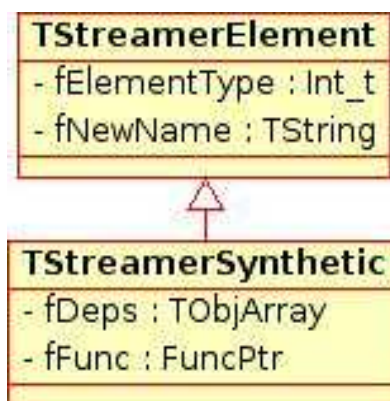 TStreamerElement
- fElementType : Int_t
- fNewName : TString
TStreamerSynthetic
- fDeps : TObjArray
- fFunc : FuncPtr